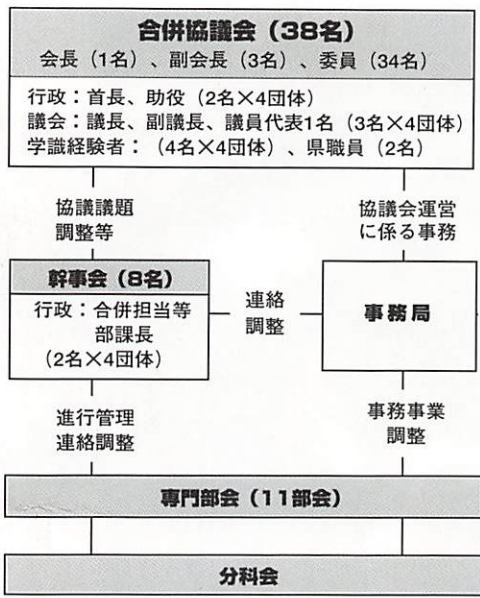 合併協議会（38名）
会長（1名）、副会長（3名）、委員（34名）
行政：首長、助役（2名×4団体）
議会：議長、副議長、議員代表1名（3名×4団体）
学識経験者：（4名×4団体）、県職員（2名）
協議議題
調整等
協議会運営
に係る事務
幹事会（8名）
行政：合併担当等
部課長
（2名×4団体）
連絡
調整
事務局
進行管理
連絡調整
事務事業
調整
専門部会（11部会）
分科会